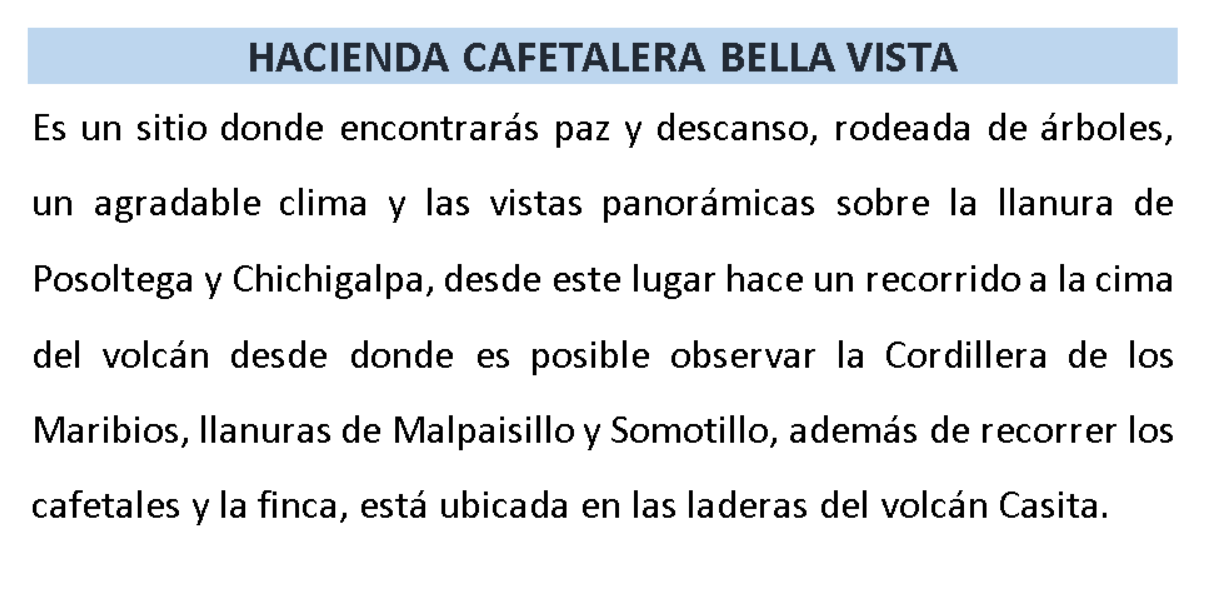 HACIENDA CAFETALERA BELLA VISTA
Es un sitio donde encontrarás paz y descanso, rodeada de árboles,
un agradable clima y las vistas panorámicas sobre la llanura de
Posoltega y Chichigalpa, desde este lugar hace un recorrido a la cima
del volcán desde donde es posible observar la Cordillera de los
Maribios, llanuras de Malpaisillo y Somotillo, además de recorrer los
cafetales y la finca, está ubicada en las laderas del volcán Casita.